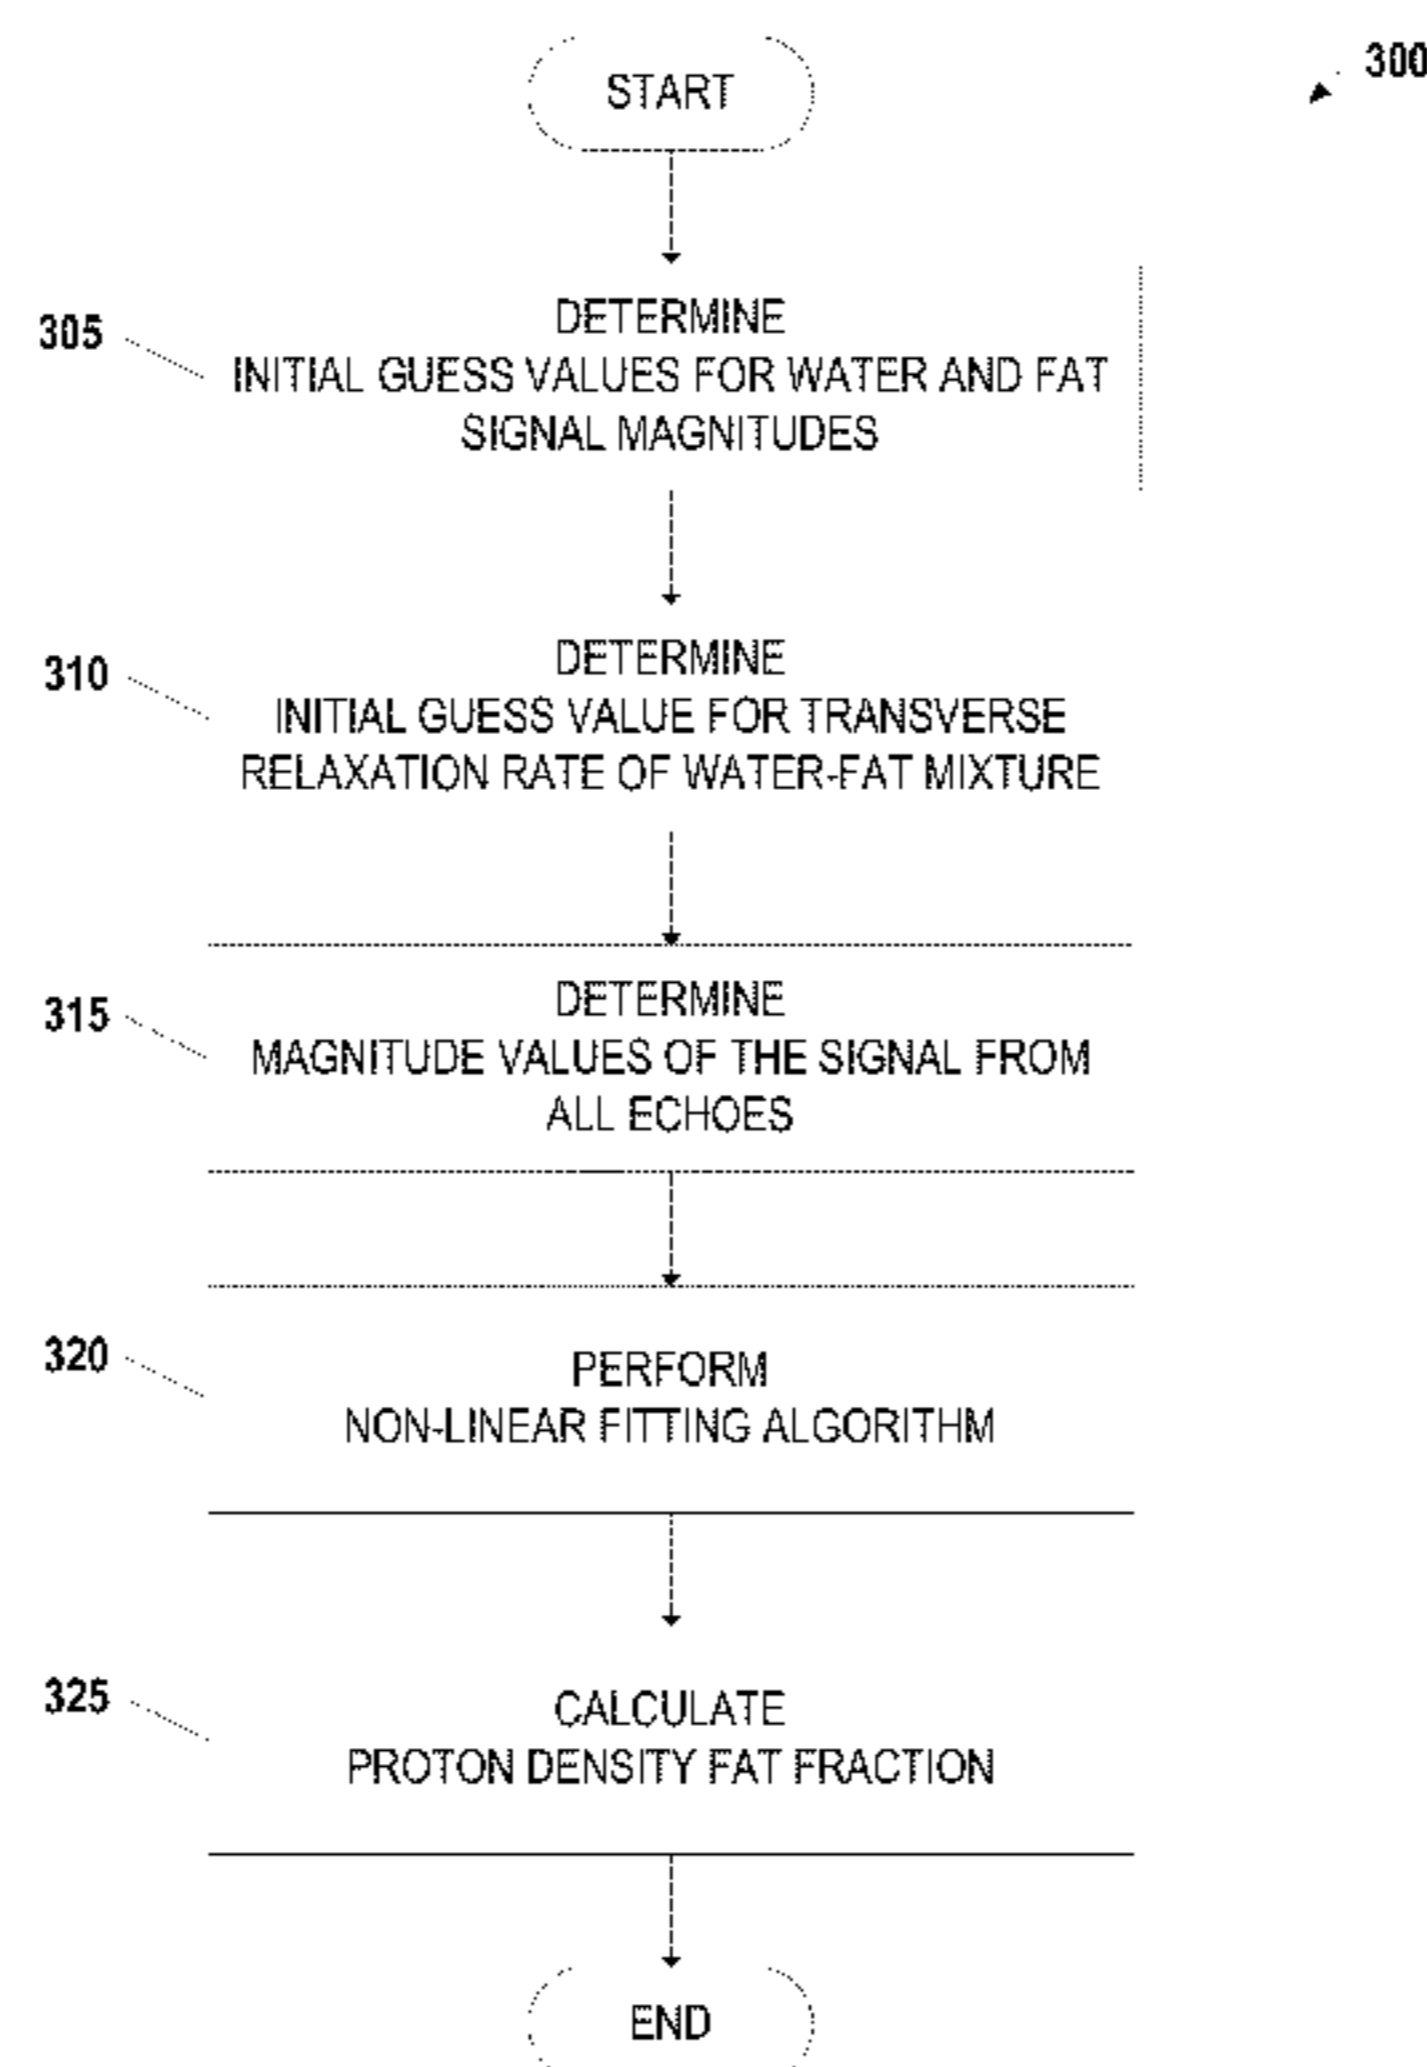 START
300
305
DETERMINE
INITIAL GUESS VALUES FOR WATER AND FAT
SIGNAL MAGNITUDES
310
DETERMINE
INITIAL GUESS VALUE FOR TRANSVERSE
RELAXATION RATE OF WATER-FAT MIXTURE
315
DETERMINE
MAGNITUDE VALUES OF THE SIGNAL FROM
ALL ECHOES
320
PERFORM
NON-LINEAR FITTING ALGORITHM
325
CALCULATE
PROTON DENSITY FAT FRACTION
END